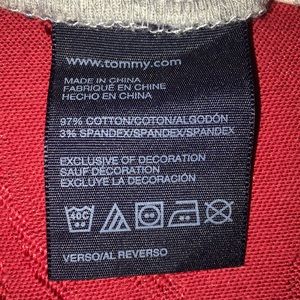 www.tommy.com
MADE IN CHINA
FABRIQUÉ EN CHINE
HECHO EN CHINA
97% COTTON/COTON/ALGODÓN
3% SPANDEX/SPANDEX/SPANDEX
EXCLUSIVE OF DECORATION
SAUF DÉCORATION
EXCLUYE LA DECORACIÓN
40C
VERSO/AL REVERSO